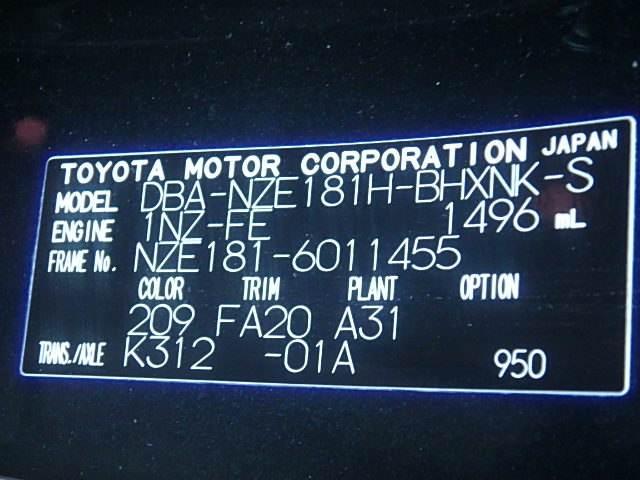 TOYOTA MOTOR CORPORATION JAPAN
MODEL DBA-NZE181H-BHXNK-S
ENGINE 1NZ-FE 1496 mL
FRAME No. NZE181-6011455
COLOR TRIM PLANT OPTION
209 FA20 A31
TRANS./AXLE K312 -01A 950